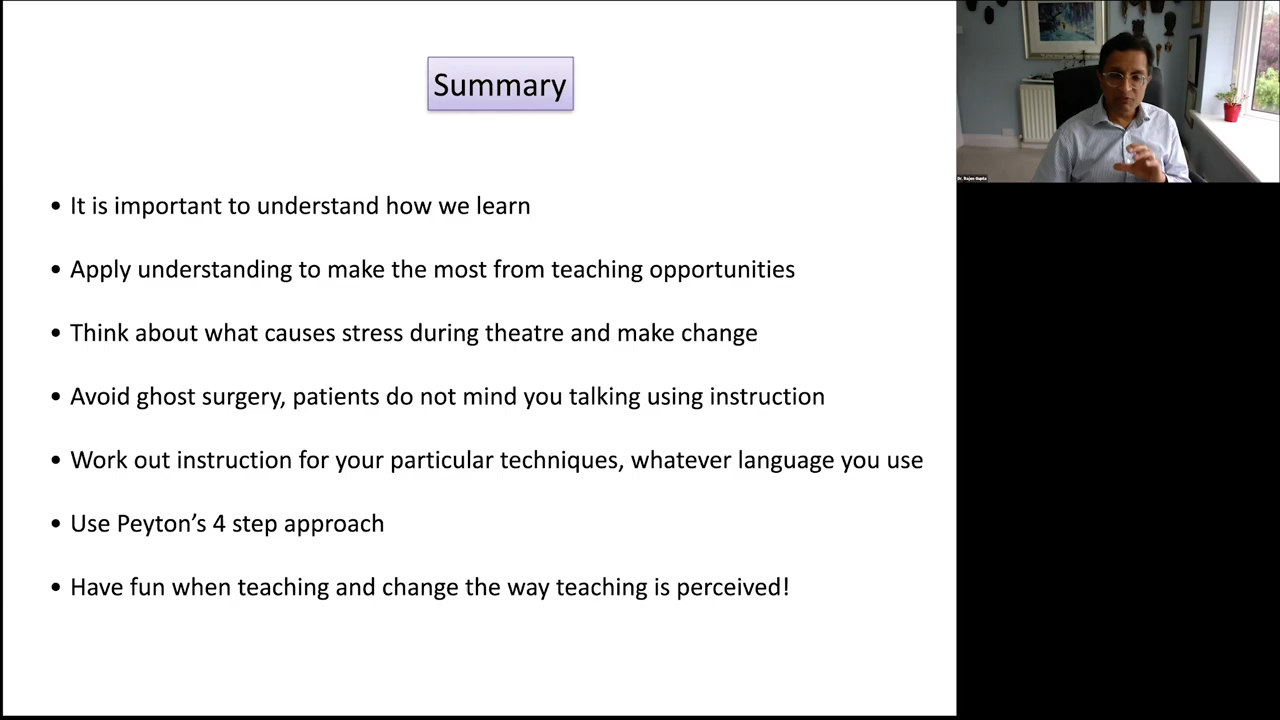 Summary
• It is important to understand how we learn
• Apply understanding to make the most from teaching opportunities
• Think about what causes stress during theatre and make change
• Avoid ghost surgery, patients do not mind you talking using instruction
• Work out instruction for your particular techniques, whatever language you use
• Use Peyton’s 4 step approach
• Have fun when teaching and change the way teaching is perceived!
Dr. Rajen Gupta